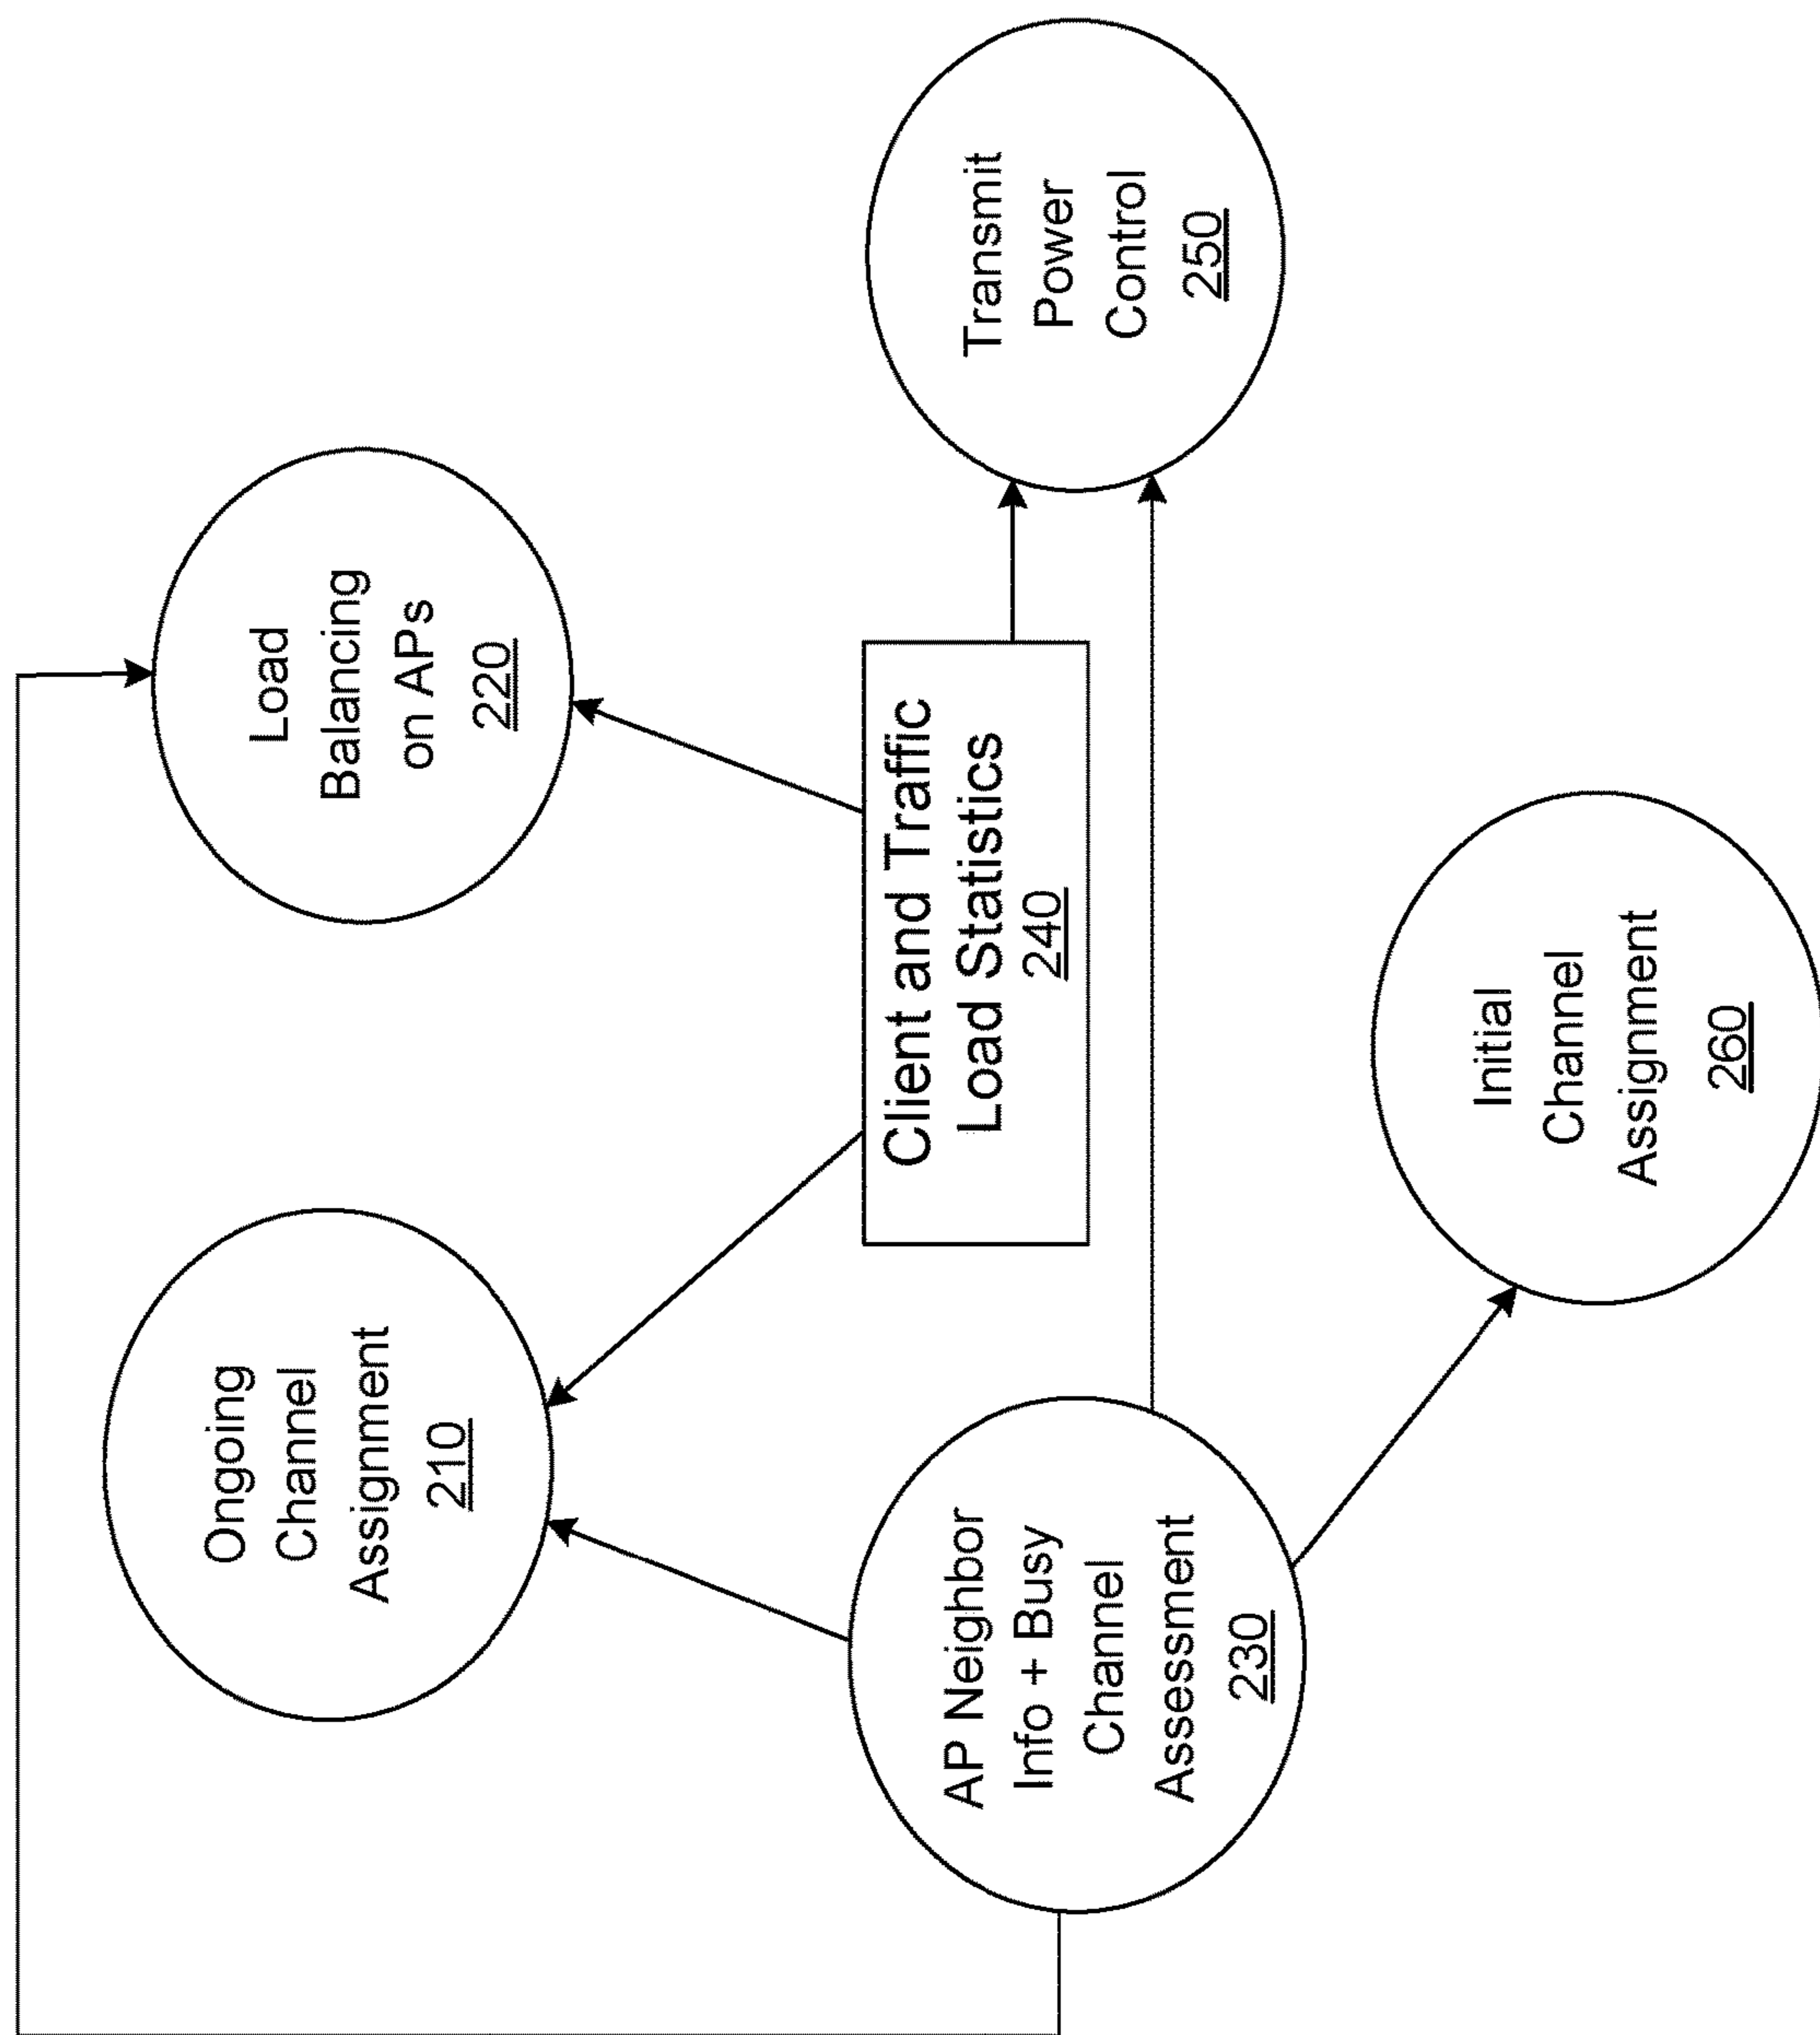 Ongoing
Channel
Assignment
210
Load
Balancing
on APs
220
AP Neighbor
Info + Busy
Channel
Assessment
230
Client and Traffic
Load Statistics
240
Transmit
Power
Control
250
Initial
Channel
Assignment
260